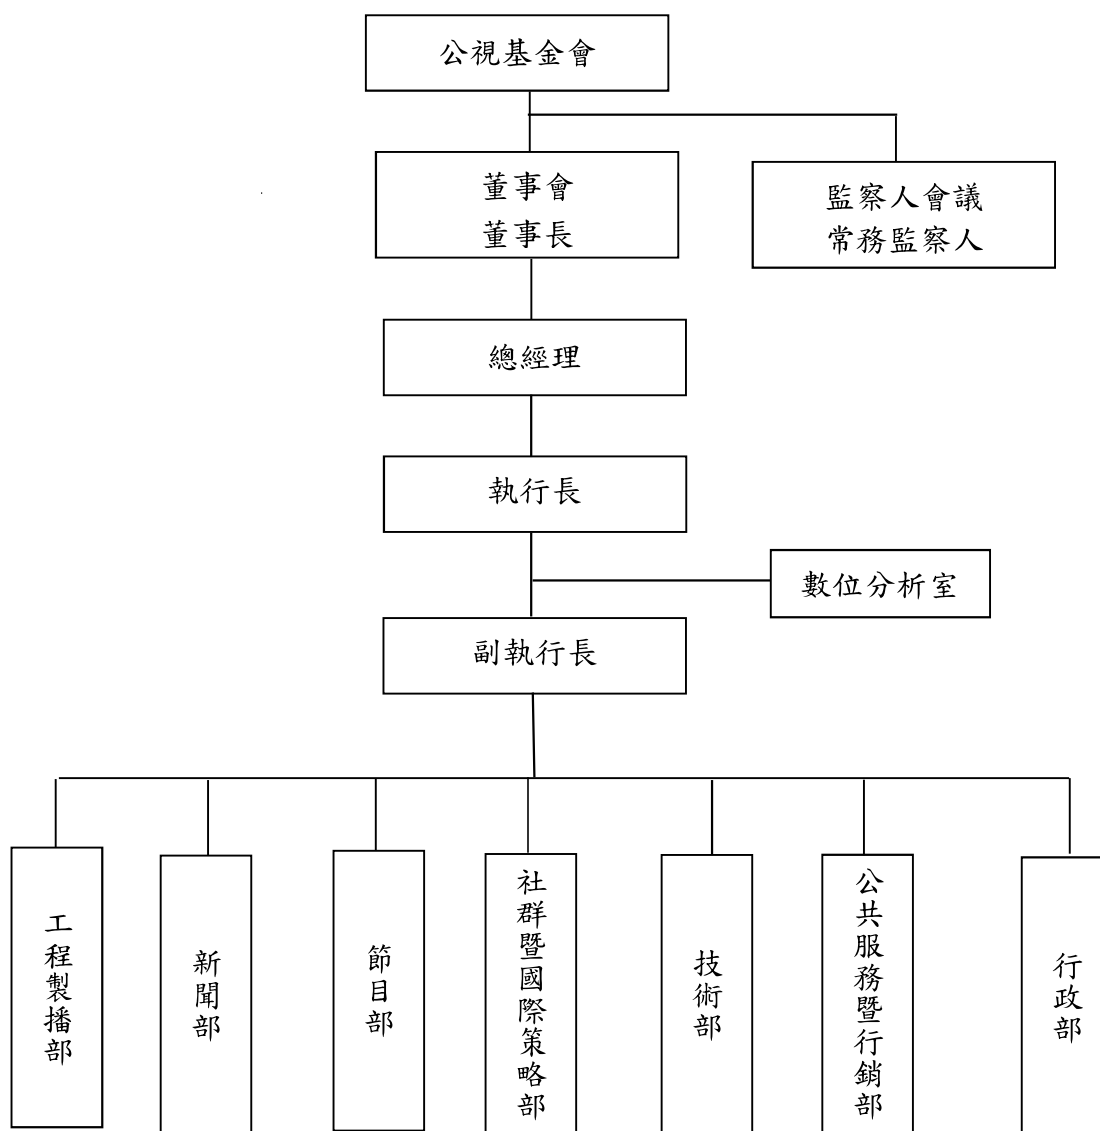 公視基金會
董事會
董事長
監察人會議
常務監察人
總經理
執行長
數位分析室
副執行長
工程製播部
新聞部
節目部
社群暨國際策略部
技術部
公共服務暨行銷部
行政部